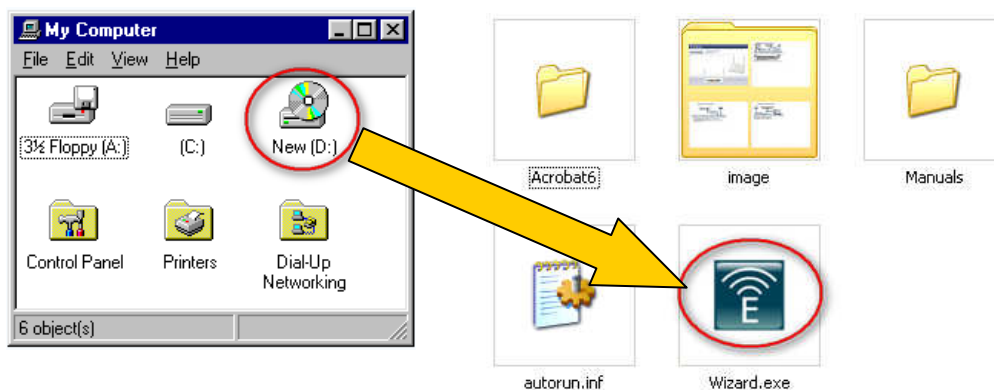 My Computer
File Edit View Help
3½ Floppy (A:)
(C:)
New (D:)
Control Panel
Printers
Dial-Up
Networking
6 object(s)
Acrobat6
image
Manuals
autorun.inf
E
Wizard.exe